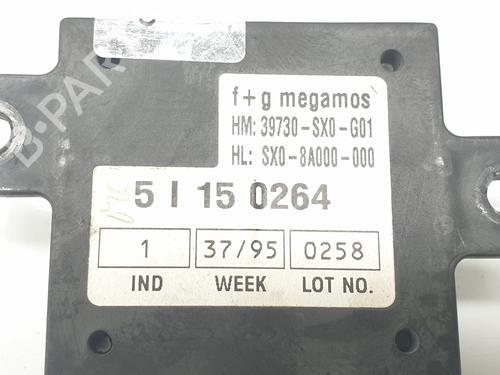 f+g megamos
HM: 39730-SX0-G01
HL: SX0-8A000-000
5 I 15 0264
1 37/95 0258
IND WEEK LOT NO.
B-PARTS